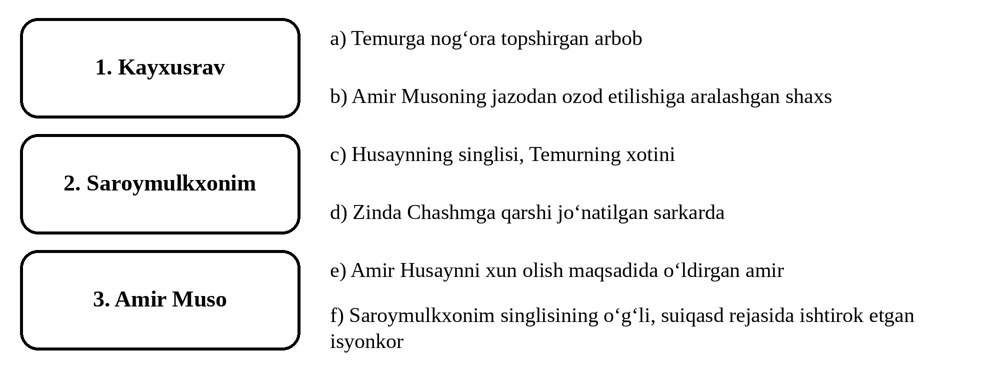 1. Kayxusrav
2. Saroymulkxonim
3. Amir Muso
a) Temurga nog‘ora topshirgan arbob
b) Amir Musoning jazodan ozod etilishiga aralashgan shaxs
c) Husaynning singlisi, Temurning xotini
d) Zinda Chashmga qarshi jo‘natilgan sarkarda
e) Amir Husaynni xun olish maqsadida o‘ldirgan amir
f) Saroymulkxonim singlisining o‘g‘li, suiqasd rejasida ishtirok etgan
isyonkor